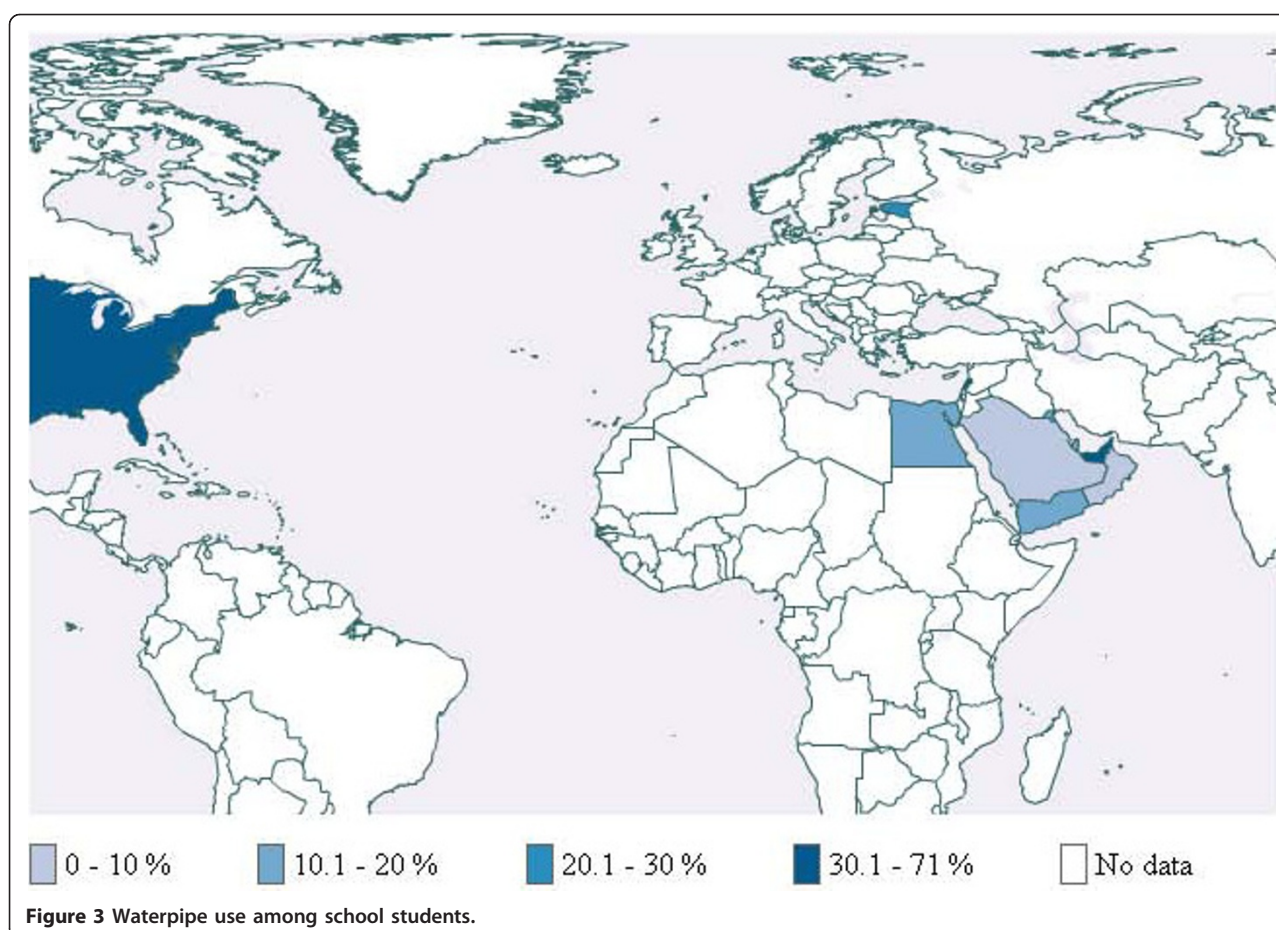 0 - 10 % 10.1 - 20 % 20.1 - 30 % 30.1 - 71 % No data
Figure 3 Waterpipe use among school students.